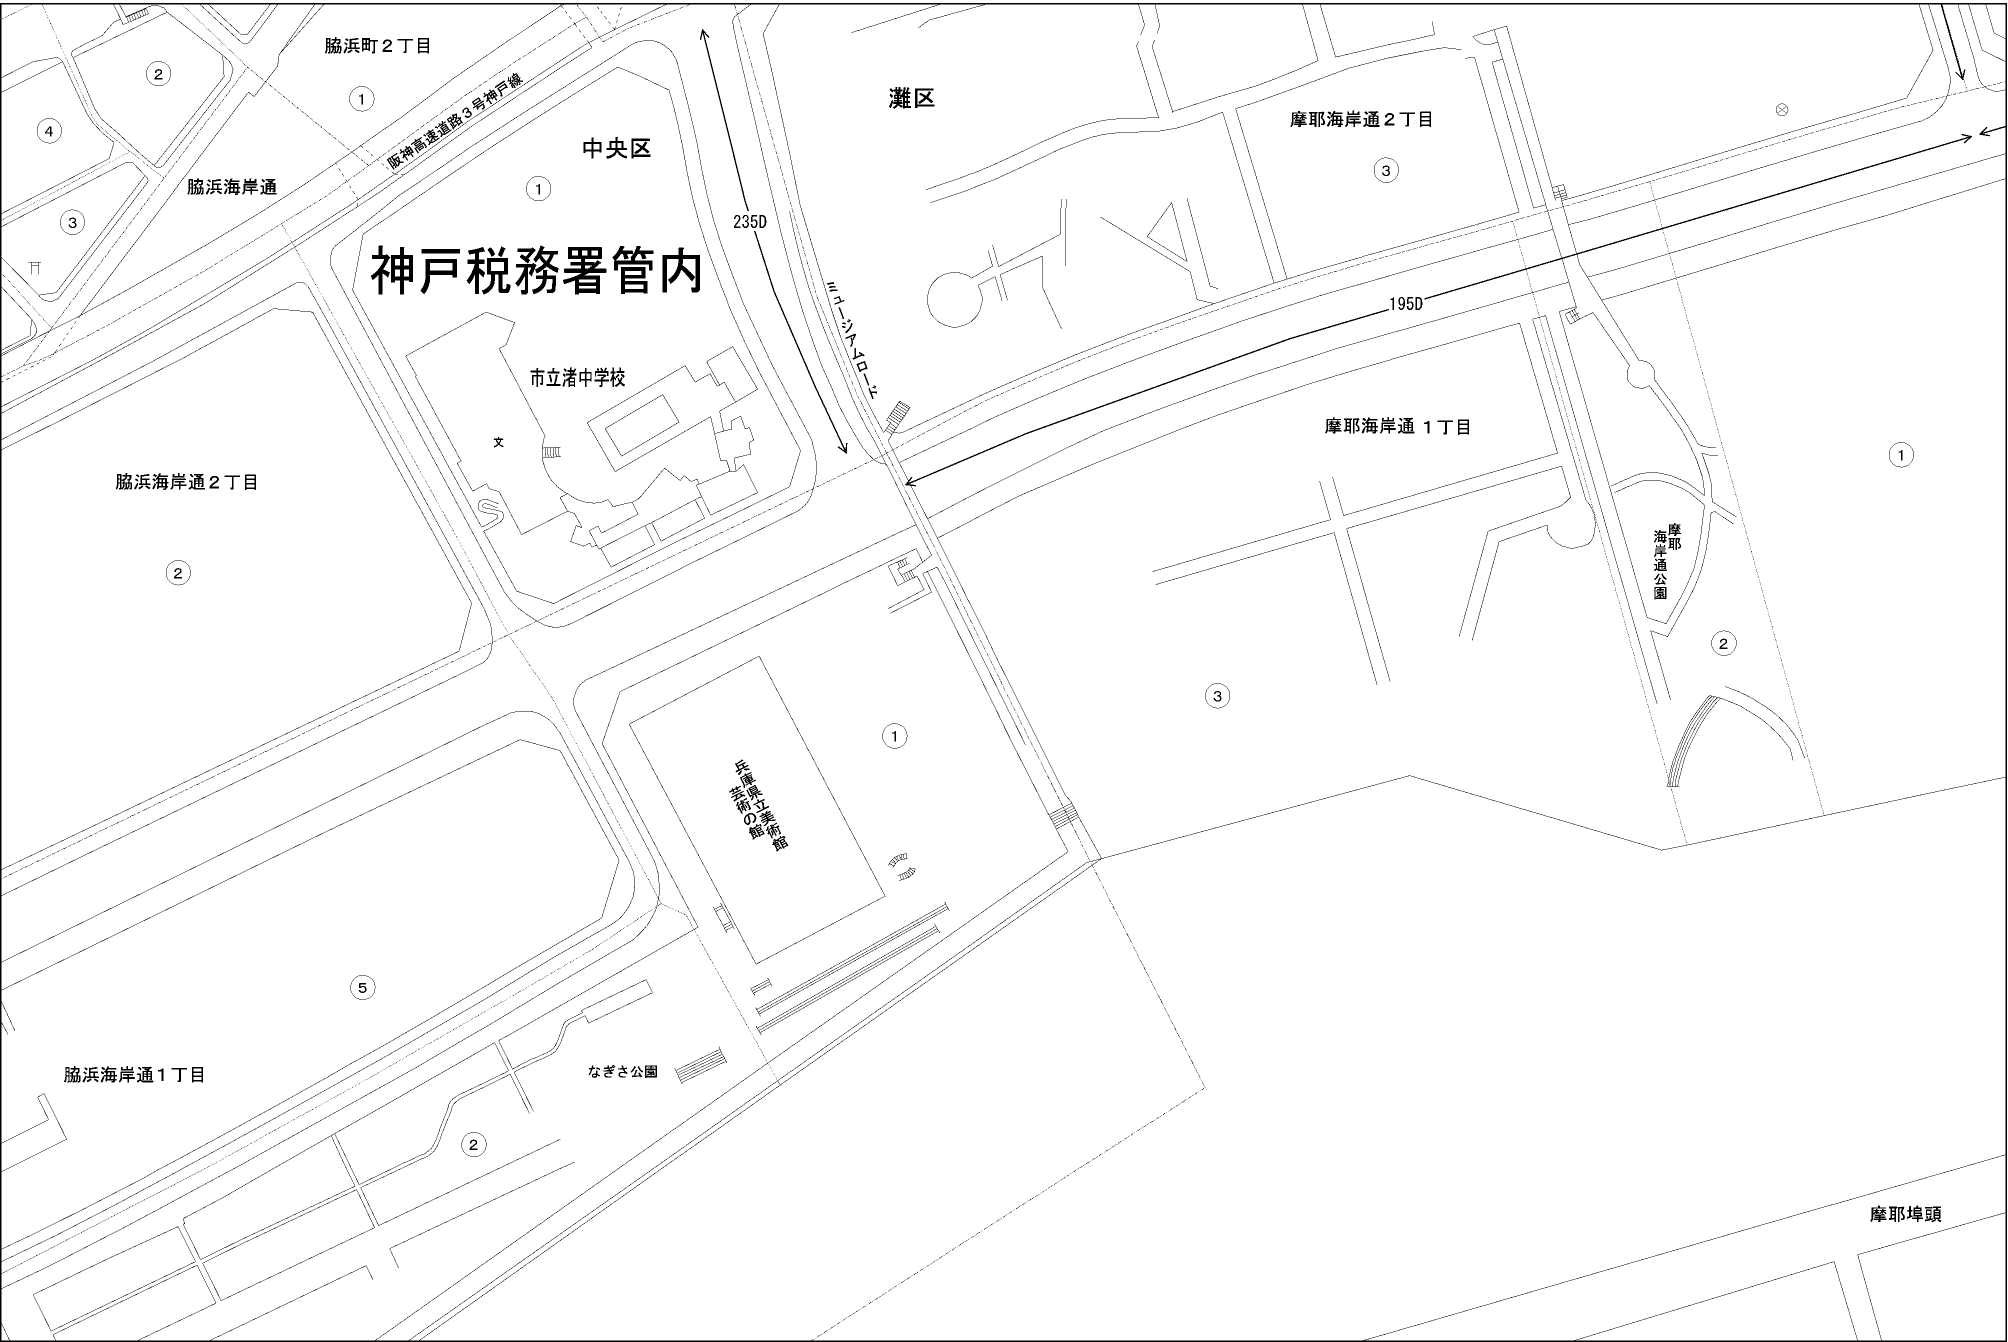 脇浜町２丁目
②
①
阪神高速道路３号神戸線
灘区
摩耶海岸通２丁目
④
中央区
③
脇浜海岸通
①
③
235D
神戸税務署管内
ミュージアムロード
195D
市立渚中学校
文
摩耶海岸通１丁目
①
脇浜海岸通２丁目
②
摩耶
海岸通公園
②
③
①
兵庫県立美術館
芸術の館
⑤
脇浜海岸通１丁目
なぎさ公園
②
摩耶埠頭